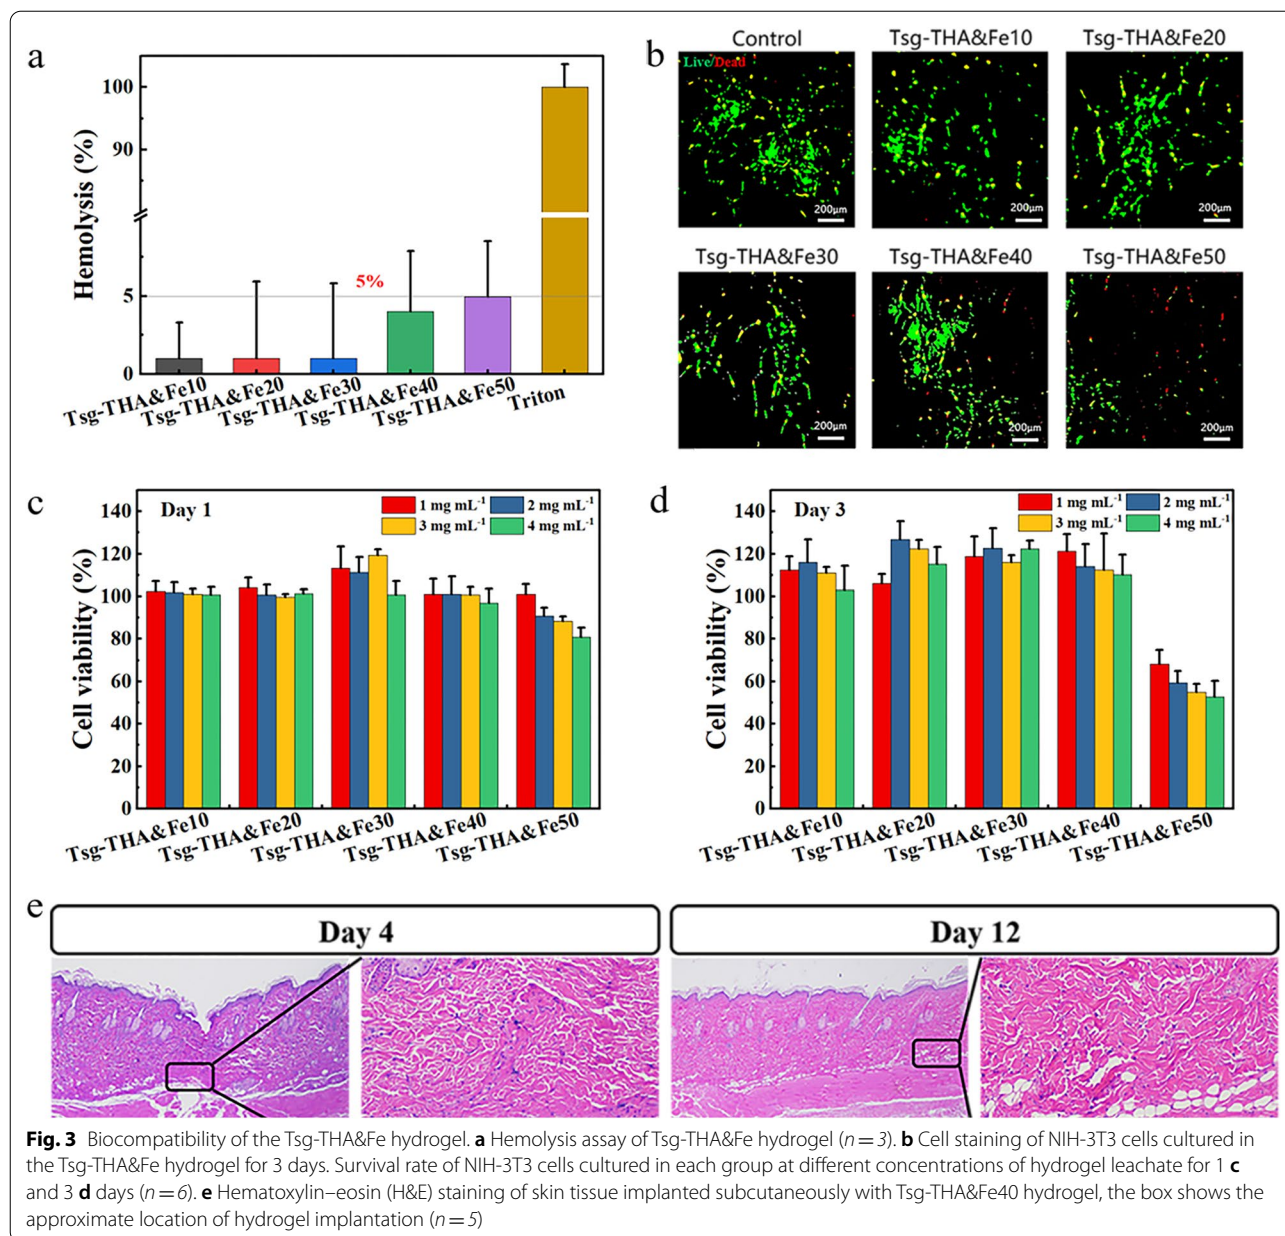 a
Hemolysis (%)
100
90
5
0
5%
Tsg-THA&Fe10
Tsg-THA&Fe20
Tsg-THA&Fe30
Tsg-THA&Fe40
Tsg-THA&Fe50
Triton
b
Control
Tsg-THA&Fe10
Tsg-THA&Fe20
Live/Dead
200μm
200μm
200μm
Tsg-THA&Fe30
Tsg-THA&Fe40
Tsg-THA&Fe50
200μm
200μm
200μm
c
Day 1
1 mg mL⁻¹
2 mg mL⁻¹
3 mg mL⁻¹
4 mg mL⁻¹
Cell viability (%)
140
120
100
80
60
40
20
0
Tsg-THA&Fe10
Tsg-THA&Fe20
Tsg-THA&Fe30
Tsg-THA&Fe40
Tsg-THA&Fe50
d
Day 3
1 mg mL⁻¹
2 mg mL⁻¹
3 mg mL⁻¹
4 mg mL⁻¹
Cell viability (%)
140
120
100
80
60
40
20
0
Tsg-THA&Fe10
Tsg-THA&Fe20
Tsg-THA&Fe30
Tsg-THA&Fe40
Tsg-THA&Fe50
e
Day 4
Day 12
Fig. 3 Biocompatibility of the Tsg-THA&Fe hydrogel. a Hemolysis assay of Tsg-THA&Fe hydrogel (n = 3). b Cell staining of NIH-3T3 cells cultured in
the Tsg-THA&Fe hydrogel for 3 days. Survival rate of NIH-3T3 cells cultured in each group at different concentrations of hydrogel leachate for 1 c
and 3 d days (n = 6). e Hematoxylin–eosin (H&E) staining of skin tissue implanted subcutaneously with Tsg-THA&Fe40 hydrogel, the box shows the
approximate location of hydrogel implantation (n = 5)